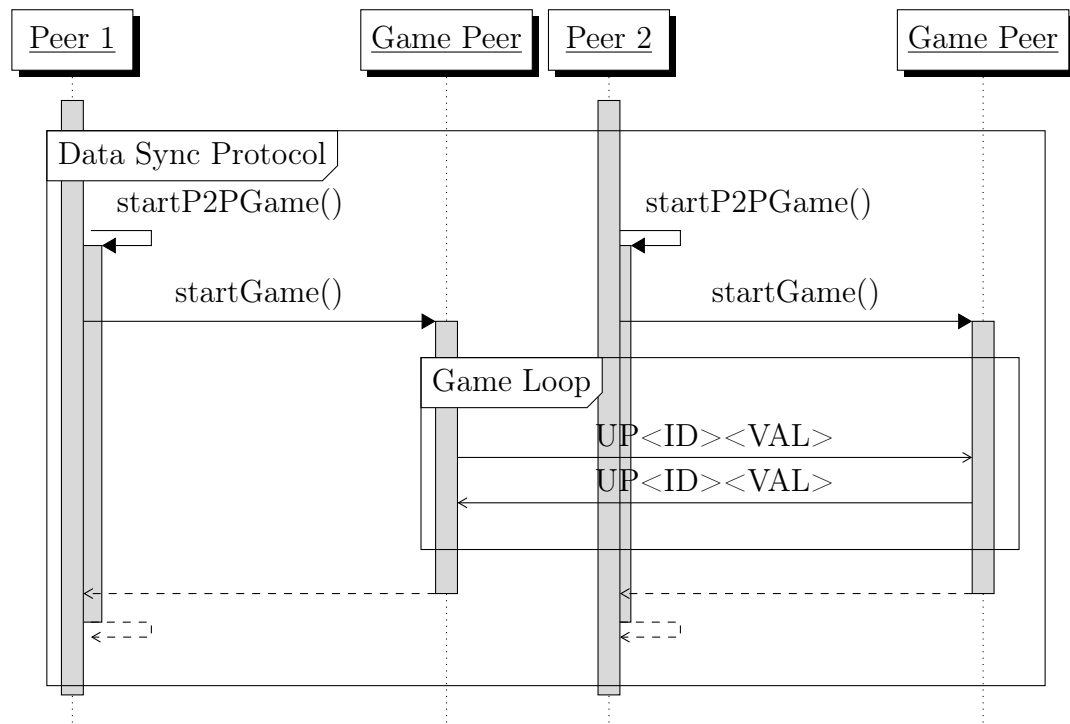 Peer 1
Game Peer
Peer 2
Game Peer
Data Sync Protocol
startP2PGame()
startP2PGame()
startGame()
startGame()
Game Loop
UP<ID><VAL>
UP<ID><VAL>